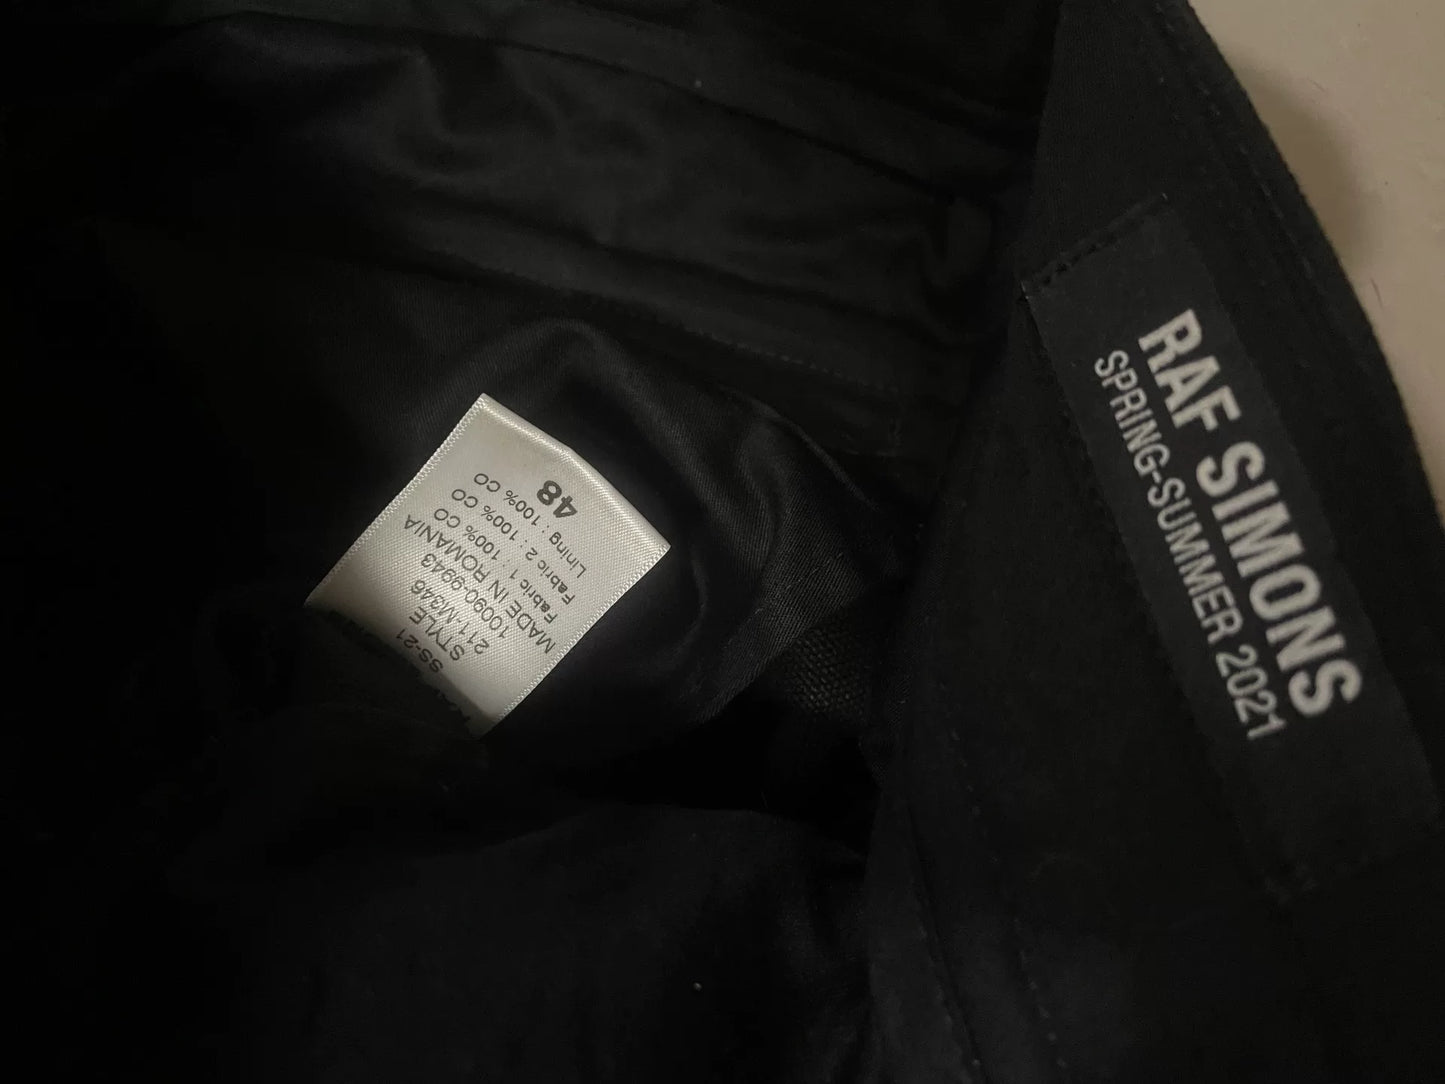 RAF SIMONS
SPRING-SUMMER 2021
SS-21
STYLE
211.M346
10090-9943
MADE IN ROMANIA
Fabric 1 : 100% CO
Fabric 2 : 100% CO
Lining : 100% CO
48